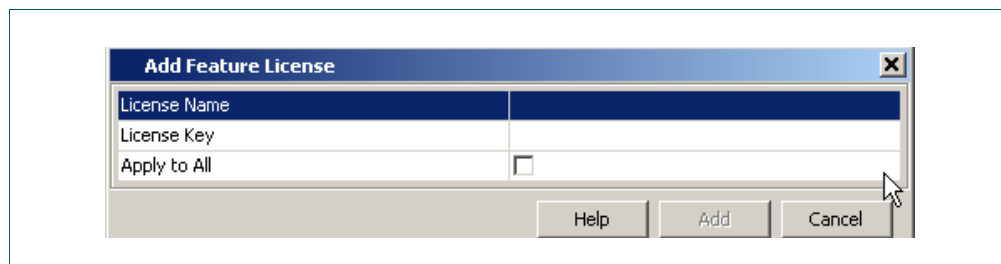 Add Feature License
License Name
License Key
Apply to All
Help Add Cancel